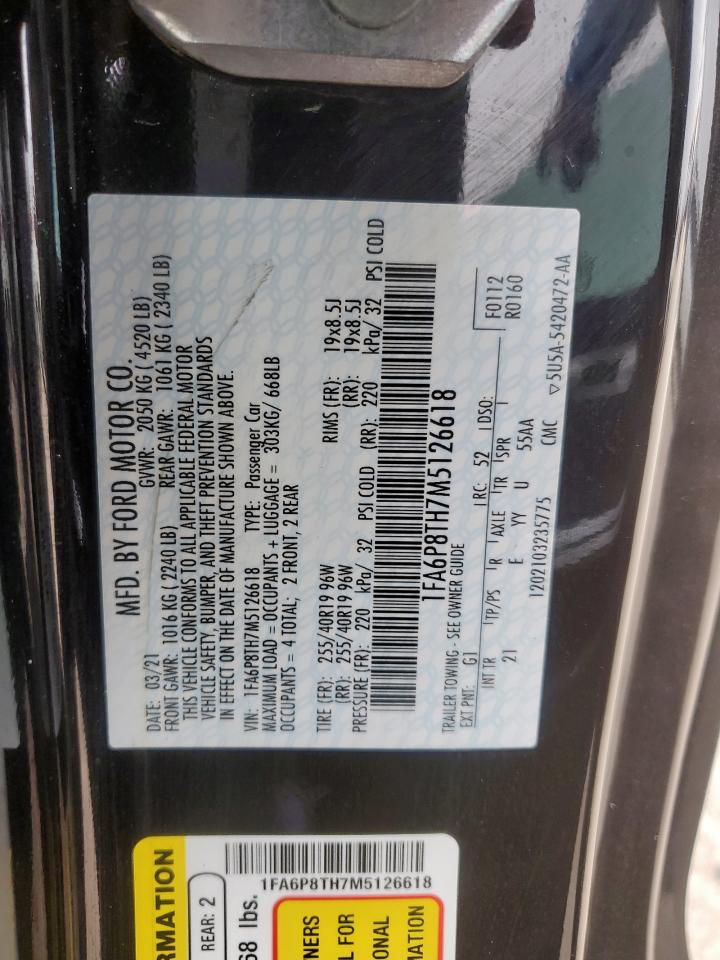 MFD. BY FORD MOTOR CO.
DATE: 03/21 GVWR: 2050 KG ( 4520 LB)
FRONT GAWR: 1016 KG ( 2240 LB) REAR GAWR: 1061 KG ( 2340 LB)
THIS VEHICLE CONFORMS TO ALL APPLICABLE FEDERAL MOTOR
VEHICLE SAFETY, BUMPER, AND THEFT PREVENTION STANDARDS
IN EFFECT ON THE DATE OF MANUFACTURE SHOWN ABOVE.
VIN: 1FA6P8TH7M5126618 TYPE: Passenger Car
MAXIMUM LOAD = OCCUPANTS + LUGGAGE = 303KG/ 668LB
OCCUPANTS = 4 TOTAL; 2 FRONT, 2 REAR
TIRE (FR): 255/40R19 96W RIMS (FR): 19x8.5J
(RR): 255/40R19 96W (RR): 19x8.5J
PRESSURE (FR): 220 kPa/ 32 PSI COLD (RR): 220 kPa/ 32 PSI COLD
1FA6P8TH7M5126618
TRAILER TOWING - SEE OWNER GUIDE
EXT PNT: G1 RC: 52 DSO: F0112
INT TR TP/PS R AXLE TR SPR R0160
21 E YY U 55AA
1202103235775 CMC ▽5U5A-5420472-AA
RMATION
REAR: 2
68 lbs.
1FA6P8TH7M5126618
NERS
L FOR
ONAL
MATION